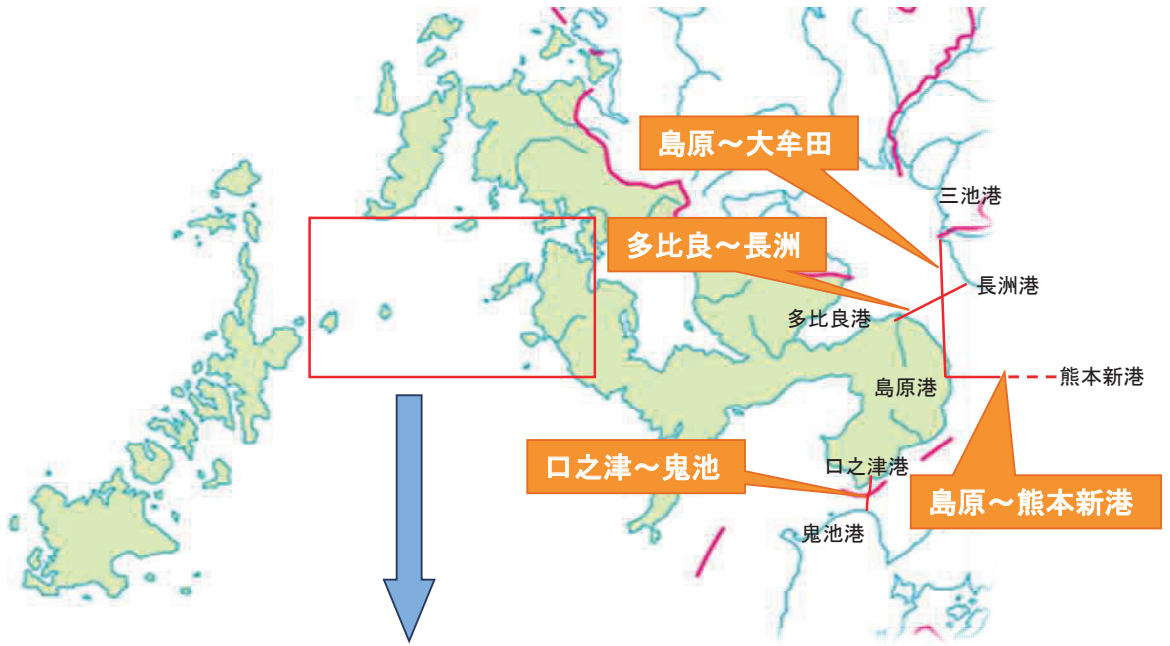 島原～大牟田
三池港
多比良～長洲
長洲港
多比良港
熊本新港
島原港
口之津～鬼池
口之津港
島原～熊本新港
鬼池港